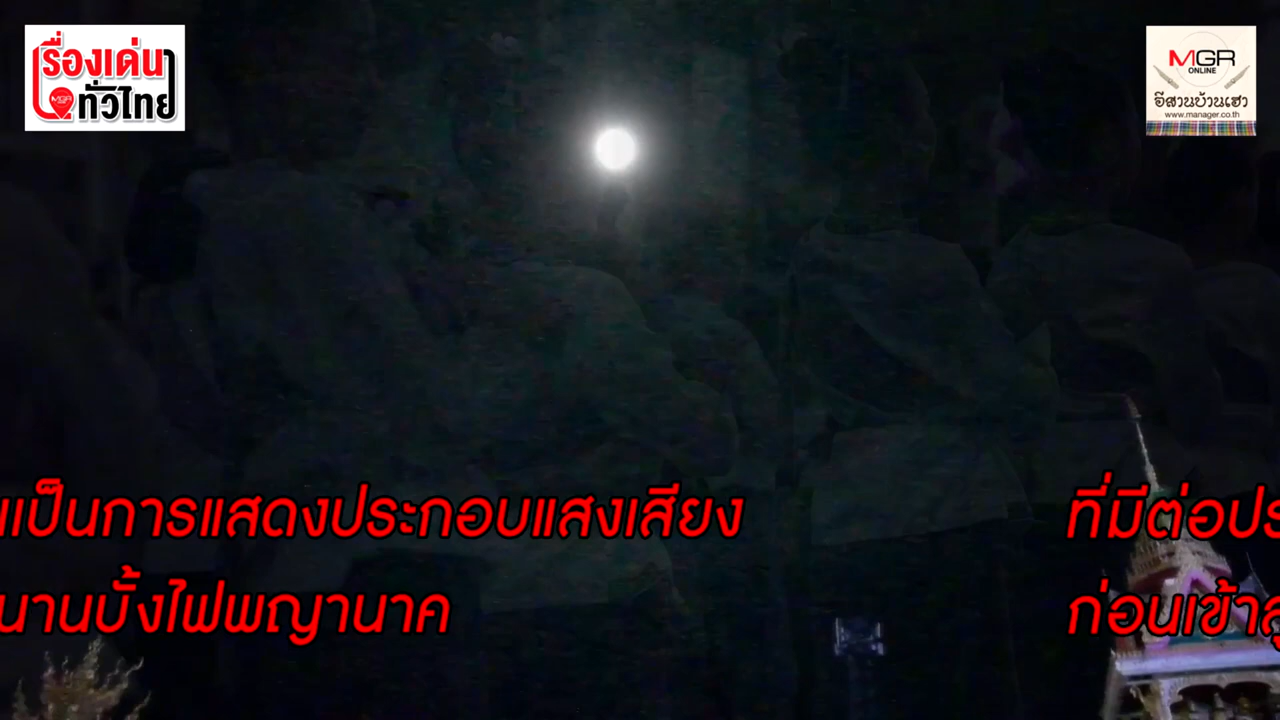 เรื่องเด่น
MGR
ทั่วไทย
MGR
ONLINE
อีสานบ้านเฮา
www.manager.co.th
เป็นการแสดงประกอบแสงเสียง
นานบั้งไฟพญานาค
ที่มีต่อปร
ก่อนเข้าสู